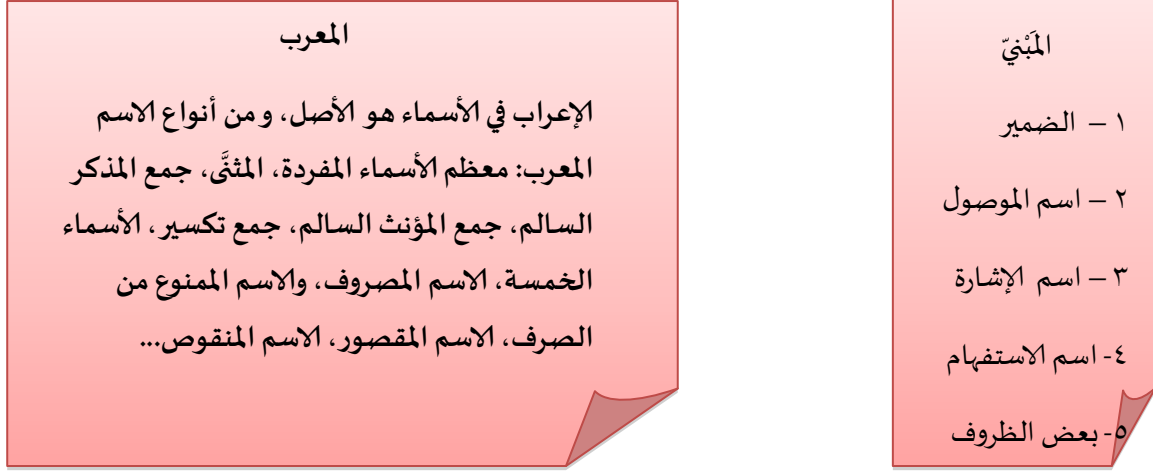 المَبْنيّ
١ – الضمير
٢ – اسم الموصول
٣ – اسم الإشارة
٤- اسم الاستفهام
٥- بعض الظروف
المعرب
الإعراب في الأسماء هو الأصل، ومن أنواع الاسم
المعرب: معظم الأسماء المفردة، المثنَّى، جمع المذكر
السالم، جمع المؤنث السالم، جمع تكسير، الأسماء
الخمسة، الاسم المصروف، والاسم الممنوع من
الصرف، الاسم المقصور، الاسم المنقوص...